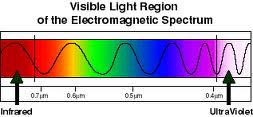 Visible Light Region
of the Electromagnetic Spectrum
0.7μm 0.6μm 0.5μm 0.4μm
Infrared UltraViolet